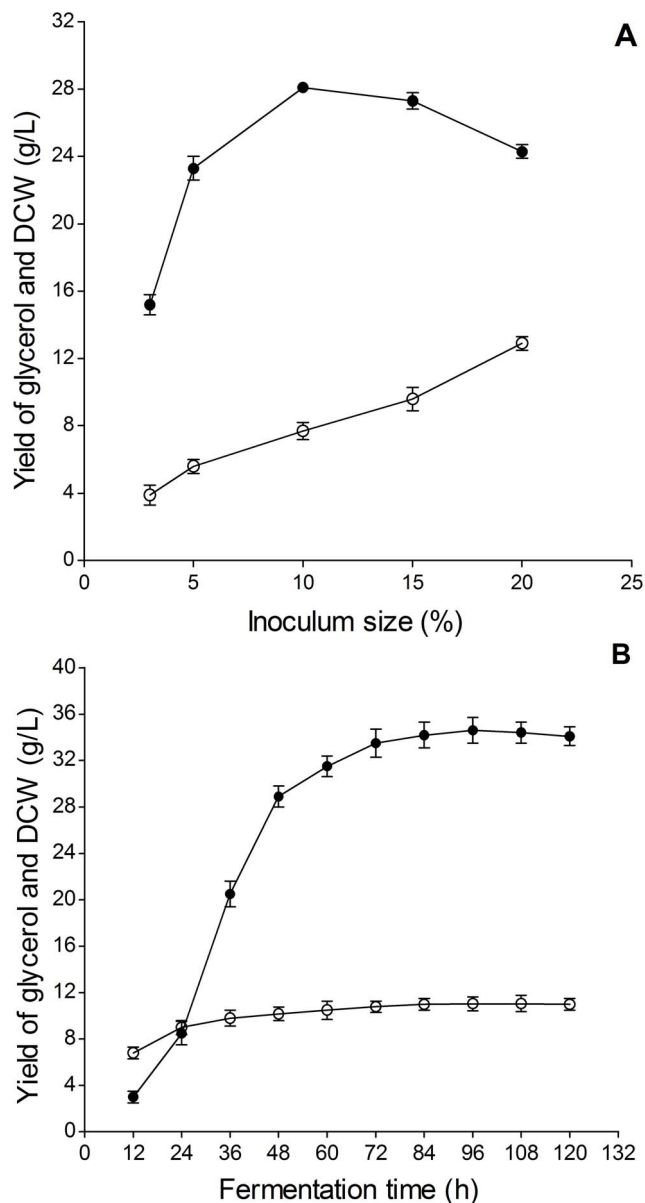 A
Yield of glycerol and DCW (g/L)
32
28
24
20
16
12
8
4
0
0 5 10 15 20 25
Inoculum size (%)
B
Yield of glycerol and DCW (g/L)
40
36
32
28
24
20
16
12
8
4
0
0 12 24 36 48 60 72 84 96 108 120 132
Fermentation time (h)